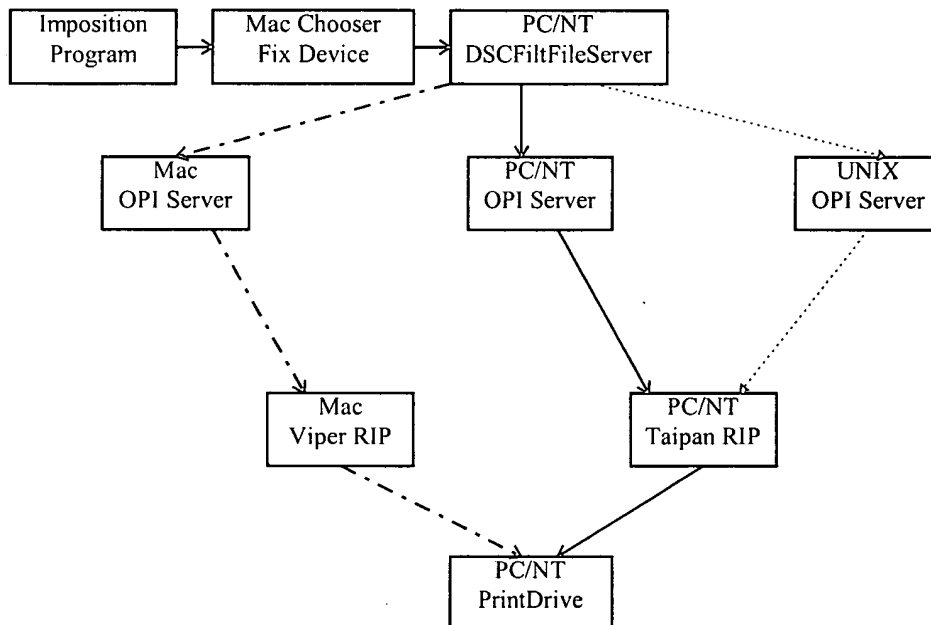 Imposition
Program
Mac Chooser
Fix Device
PC/NT
DSCFiltFileServer
Mac
OPI Server
PC/NT
OPI Server
UNIX
OPI Server
Mac
Viper RIP
PC/NT
Taipan RIP
PC/NT
PrintDrive